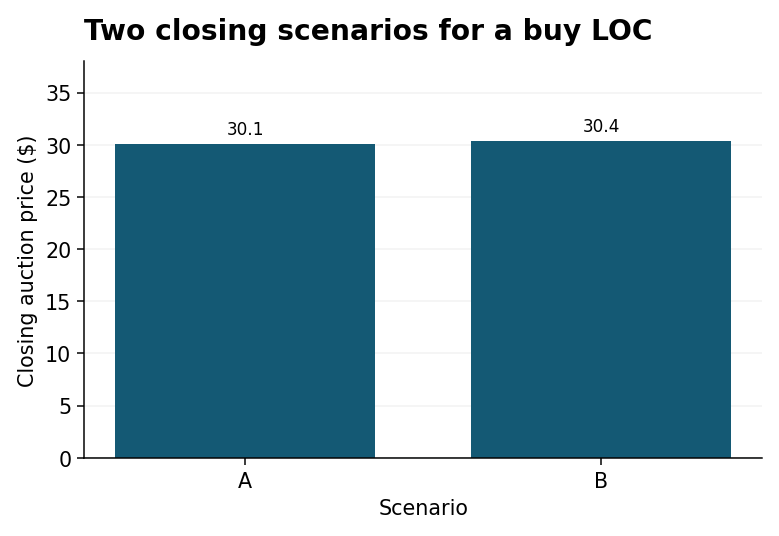 Two closing scenarios for a buy LOC
Closing auction price ($)
35
30
25
20
15
10
5
0
30.1
30.4
A
B
Scenario